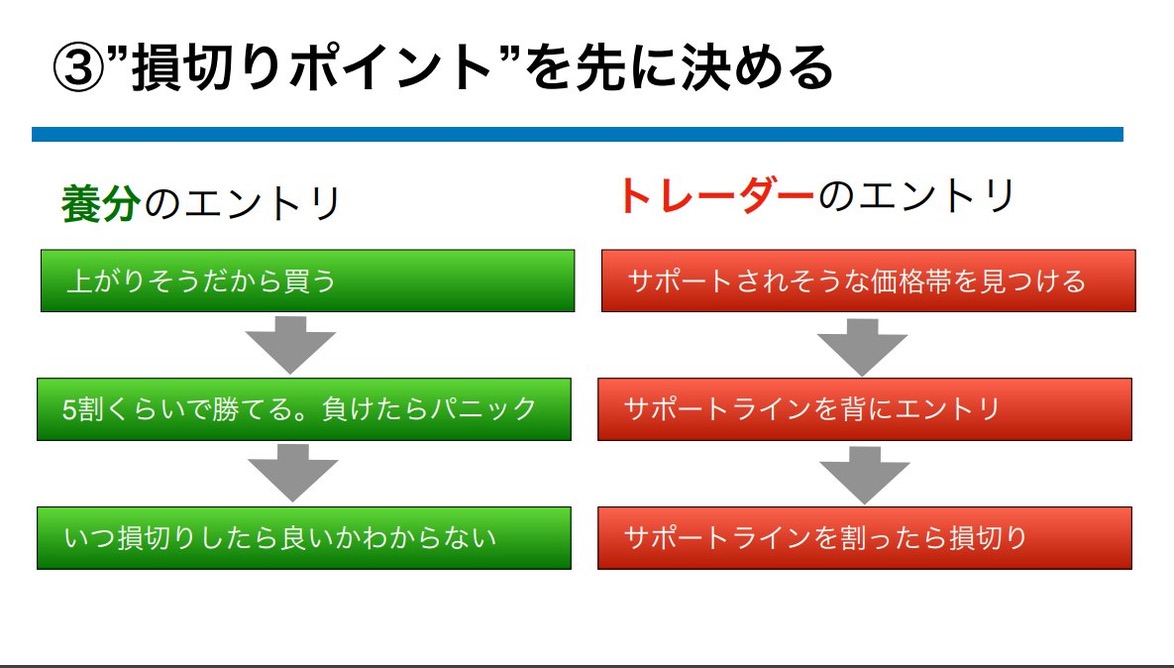 ③”損切りポイント”を先に決める
養分のエントリ
上がりそうだから買う
5割くらいで勝てる。負けたらパニック
いつ損切りしたら良いかわからない
トレーダーのエントリ
サポートされそうな価格帯を見つける
サポートラインを背にエントリ
サポートラインを割ったら損切り